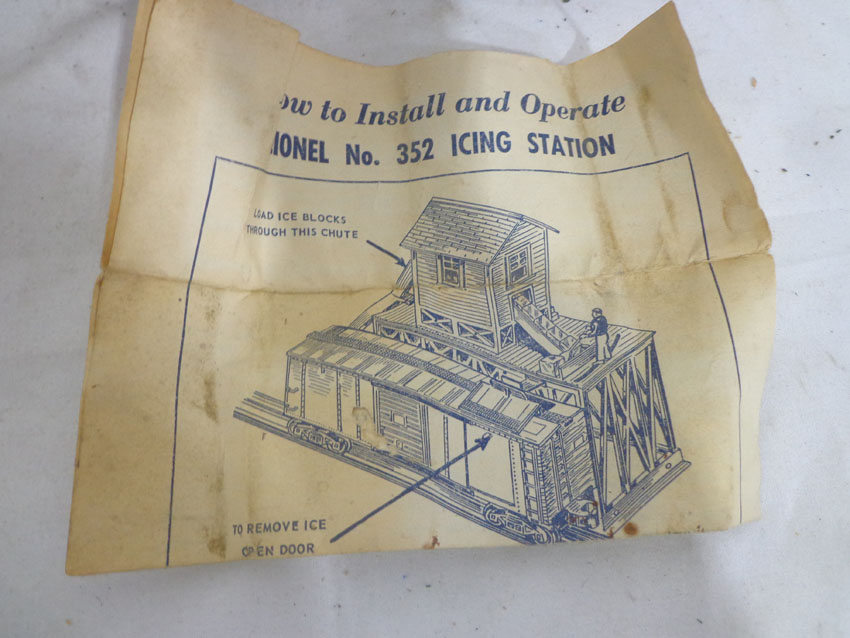 ow to Install and Operate
IONEL No. 352 ICING STATION
LOAD ICE BLOCKS
THROUGH THIS CHUTE
TO REMOVE ICE
OPEN DOOR